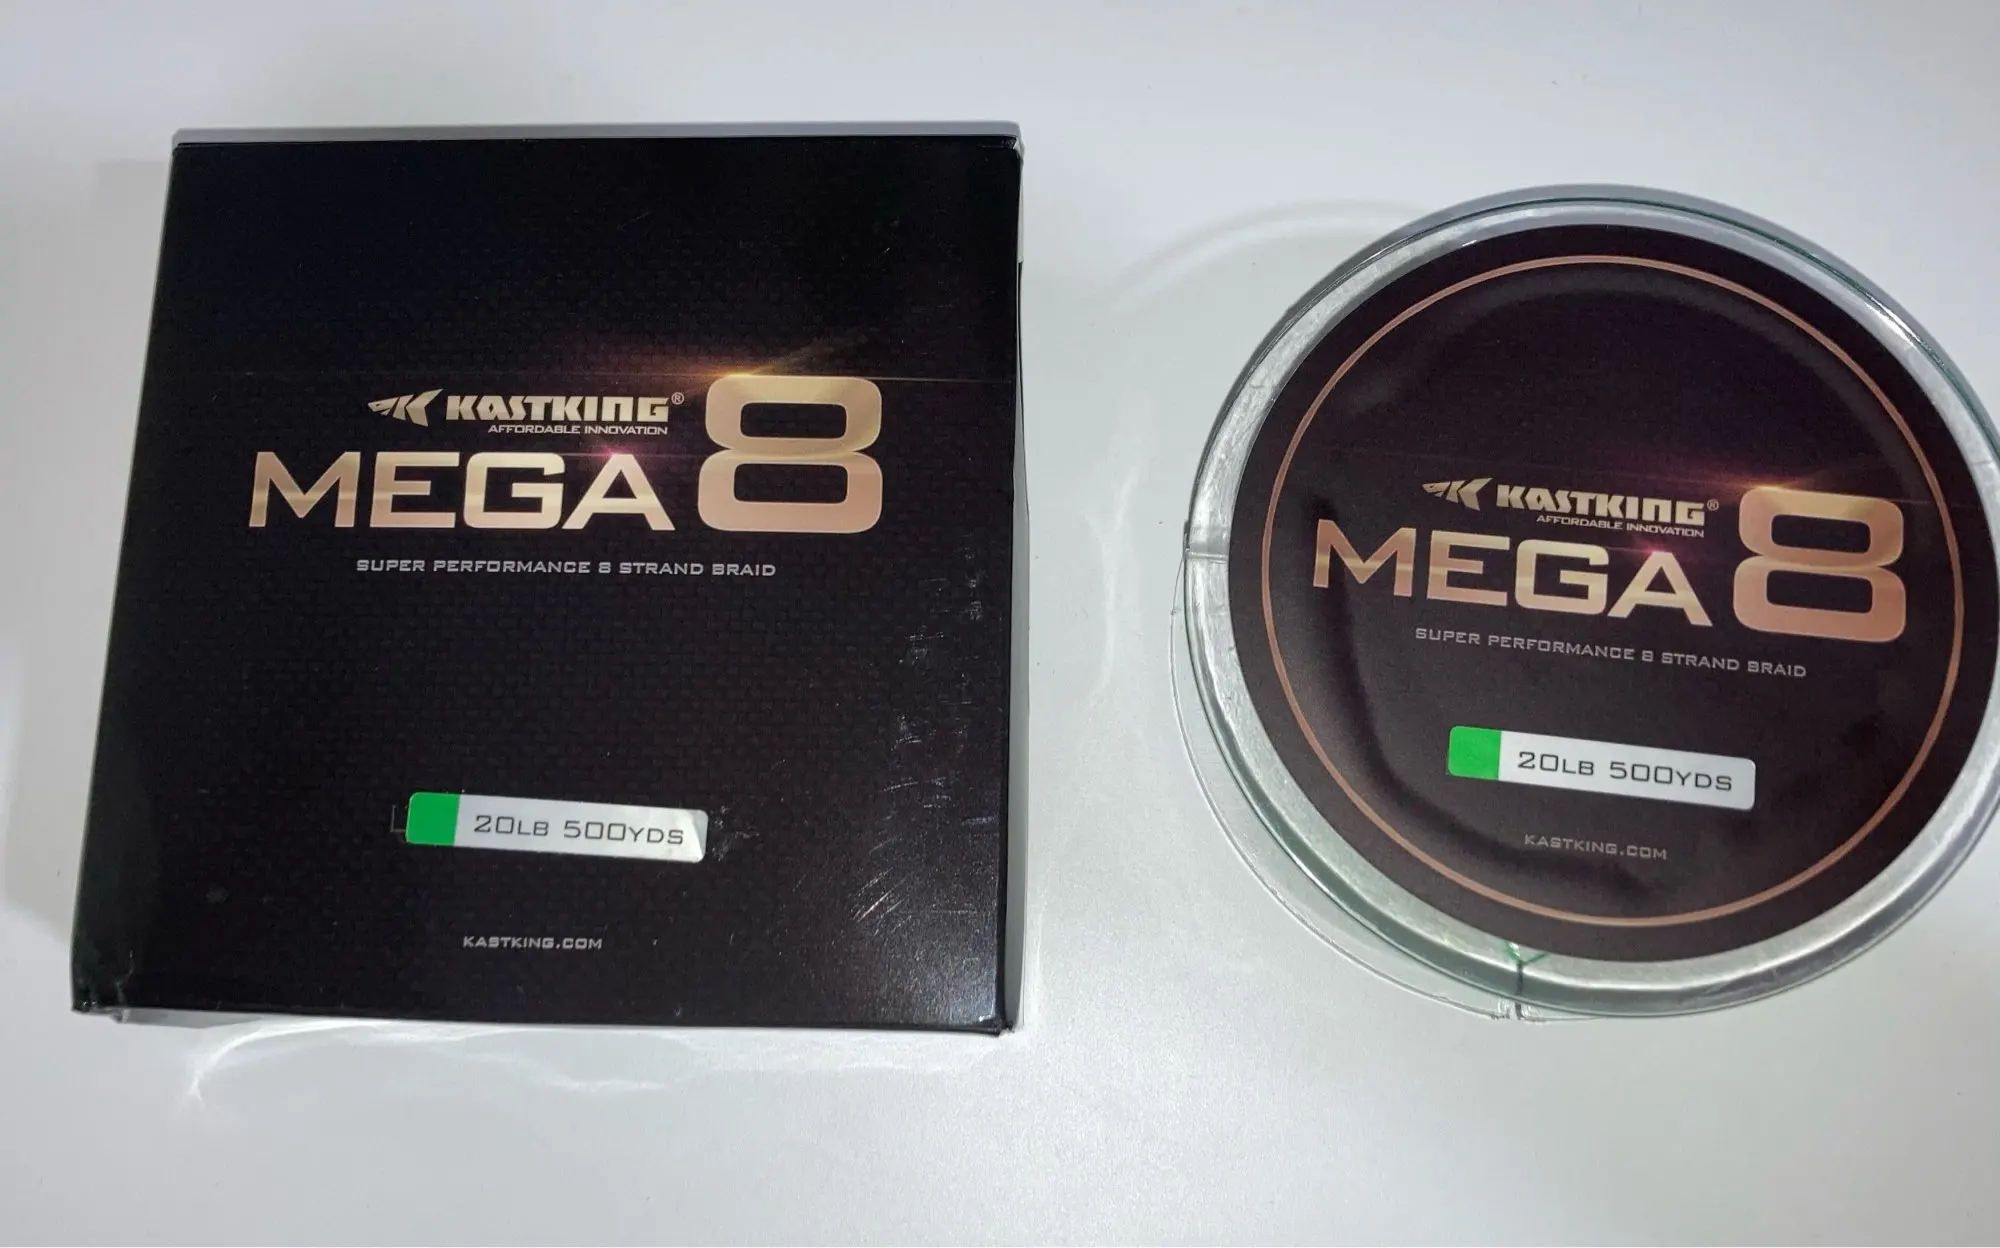 KASTKING®
AFFORDABLE INNOVATION
MEGA 8
SUPER PERFORMANCE 8 STRAND BRAID
20LB 500YDS
KASTKING.COM
KASTKING®
AFFORDABLE INNOVATION
MEGA 8
SUPER PERFORMANCE 8 STRAND BRAID
20LB 500YDS
KASTKING.COM